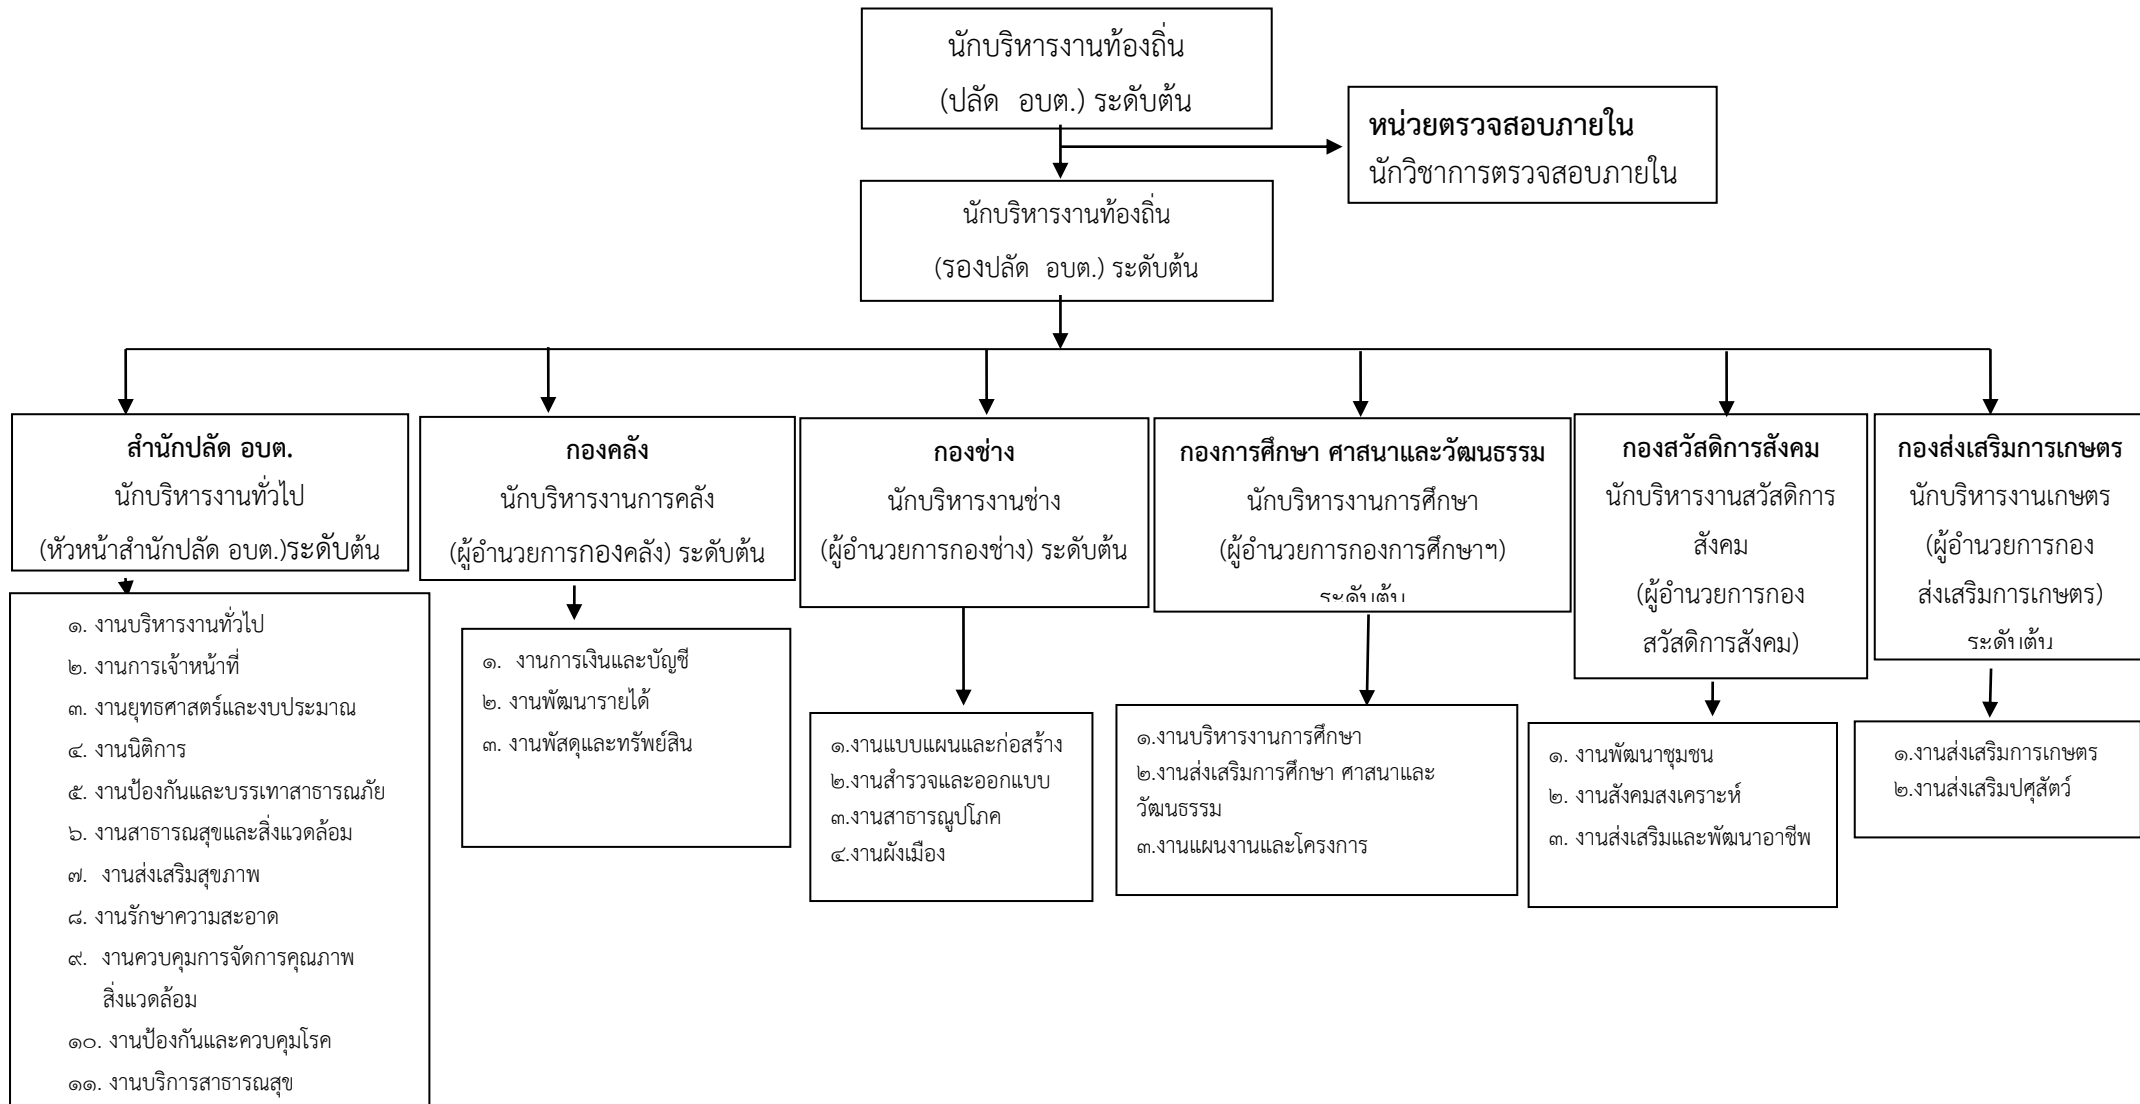 นักบริหารงานท้องถิ่น
(ปลัด  อบต.) ระดับต้น
หน่วยตรวจสอบภายใน
นักวิชาการตรวจสอบภายใน
นักบริหารงานท้องถิ่น
(รองปลัด  อบต.) ระดับต้น
สำนักปลัด อบต.
นักบริหารงานทั่วไป
(หัวหน้าสำนักปลัด อบต.)ระดับต้น
กองคลัง
นักบริหารงานการคลัง
(ผู้อำนวยการกองคลัง) ระดับต้น
กองช่าง
นักบริหารงานช่าง
(ผู้อำนวยการกองช่าง) ระดับต้น
กองการศึกษา ศาสนาและวัฒนธรรม
นักบริหารงานการศึกษา
(ผู้อำนวยการกองการศึกษาฯ)
ระดับต้น
กองสวัสดิการสังคม
นักบริหารงานสวัสดิการ
สังคม
(ผู้อำนวยการกอง
สวัสดิการสังคม)
กองส่งเสริมการเกษตร
นักบริหารงานเกษตร
(ผู้อำนวยการกอง
ส่งเสริมการเกษตร)
ระดับต้น
๑. งานบริหารงานทั่วไป
๒. งานการเจ้าหน้าที่
๓. งานยุทธศาสตร์และงบประมาณ
๔. งานนิติการ
๕. งานป้องกันและบรรเทาสาธารณภัย
๖. งานสาธารณสุขและสิ่งแวดล้อม
๗.  งานส่งเสริมสุขภาพ
๘. งานรักษาความสะอาด
๙.  งานควบคุมการจัดการคุณภาพ
สิ่งแวดล้อม
๑๐. งานป้องกันและควบคุมโรค
๑๑. งานบริการสาธารณสุข
๑.  งานการเงินและบัญชี
๒. งานพัฒนารายได้
๓. งานพัสดุและทรัพย์สิน
๑.งานแบบแผนและก่อสร้าง
๒.งานสำรวจและออกแบบ
๓.งานสาธารณูปโภค
๔.งานผังเมือง
๑.งานบริหารงานการศึกษา
๒.งานส่งเสริมการศึกษา ศาสนาและ
วัฒนธรรม
๓.งานแผนงานและโครงการ
๑. งานพัฒนาชุมชน
๒. งานสังคมสงเคราะห์
๓. งานส่งเสริมและพัฒนาอาชีพ
๑.งานส่งเสริมการเกษตร
๒.งานส่งเสริมปศุสัตว์